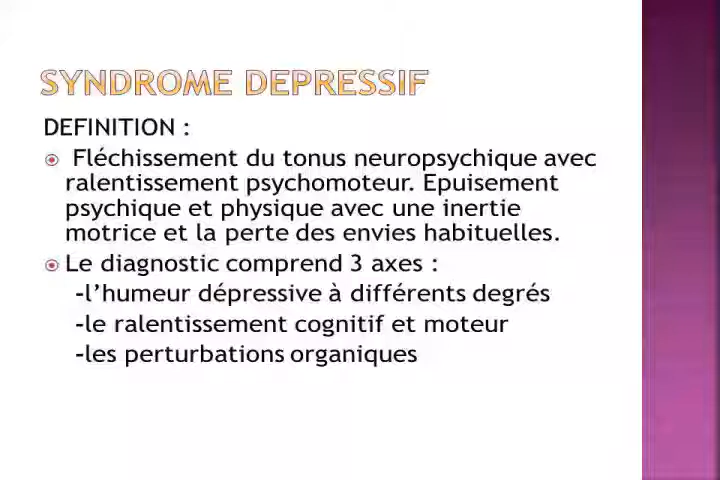 SYNDROME DEPRESSIF
DEFINITION :
Fléchissement du tonus neuropsychique avec
ralentissement psychomoteur. Epuisement
psychique et physique avec une inertie
motrice et la perte des envies habituelles.
Le diagnostic comprend 3 axes :
-l’humeur dépressive à différents degrés
-le ralentissement cognitif et moteur
-les perturbations organiques